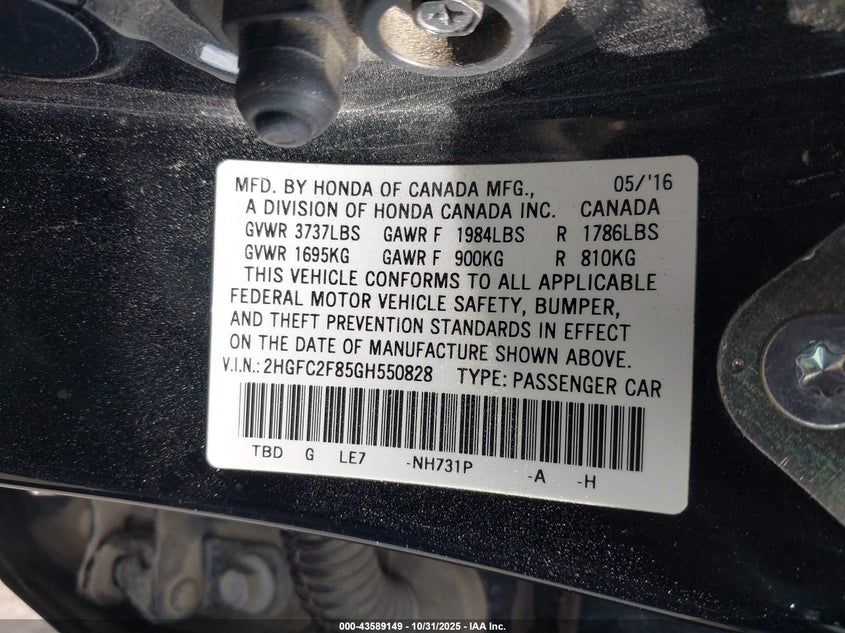 MFD. BY HONDA OF CANADA MFG., 05/'16
A DIVISION OF HONDA CANADA INC. CANADA
GVWR 3737LBS GAWR F 1984LBS R 1786LBS
GVWR 1695KG GAWR F 900KG R 810KG
THIS VEHICLE CONFORMS TO ALL APPLICABLE
FEDERAL MOTOR VEHICLE SAFETY, BUMPER,
AND THEFT PREVENTION STANDARDS IN EFFECT
ON THE DATE OF MANUFACTURE SHOWN ABOVE.
V.I.N.: 2HGFC2F85GH550828 TYPE: PASSENGER CAR
TBD G LE7 -NH731P -A -H
000-43589149 - 10/31/2025 - IAA Inc.